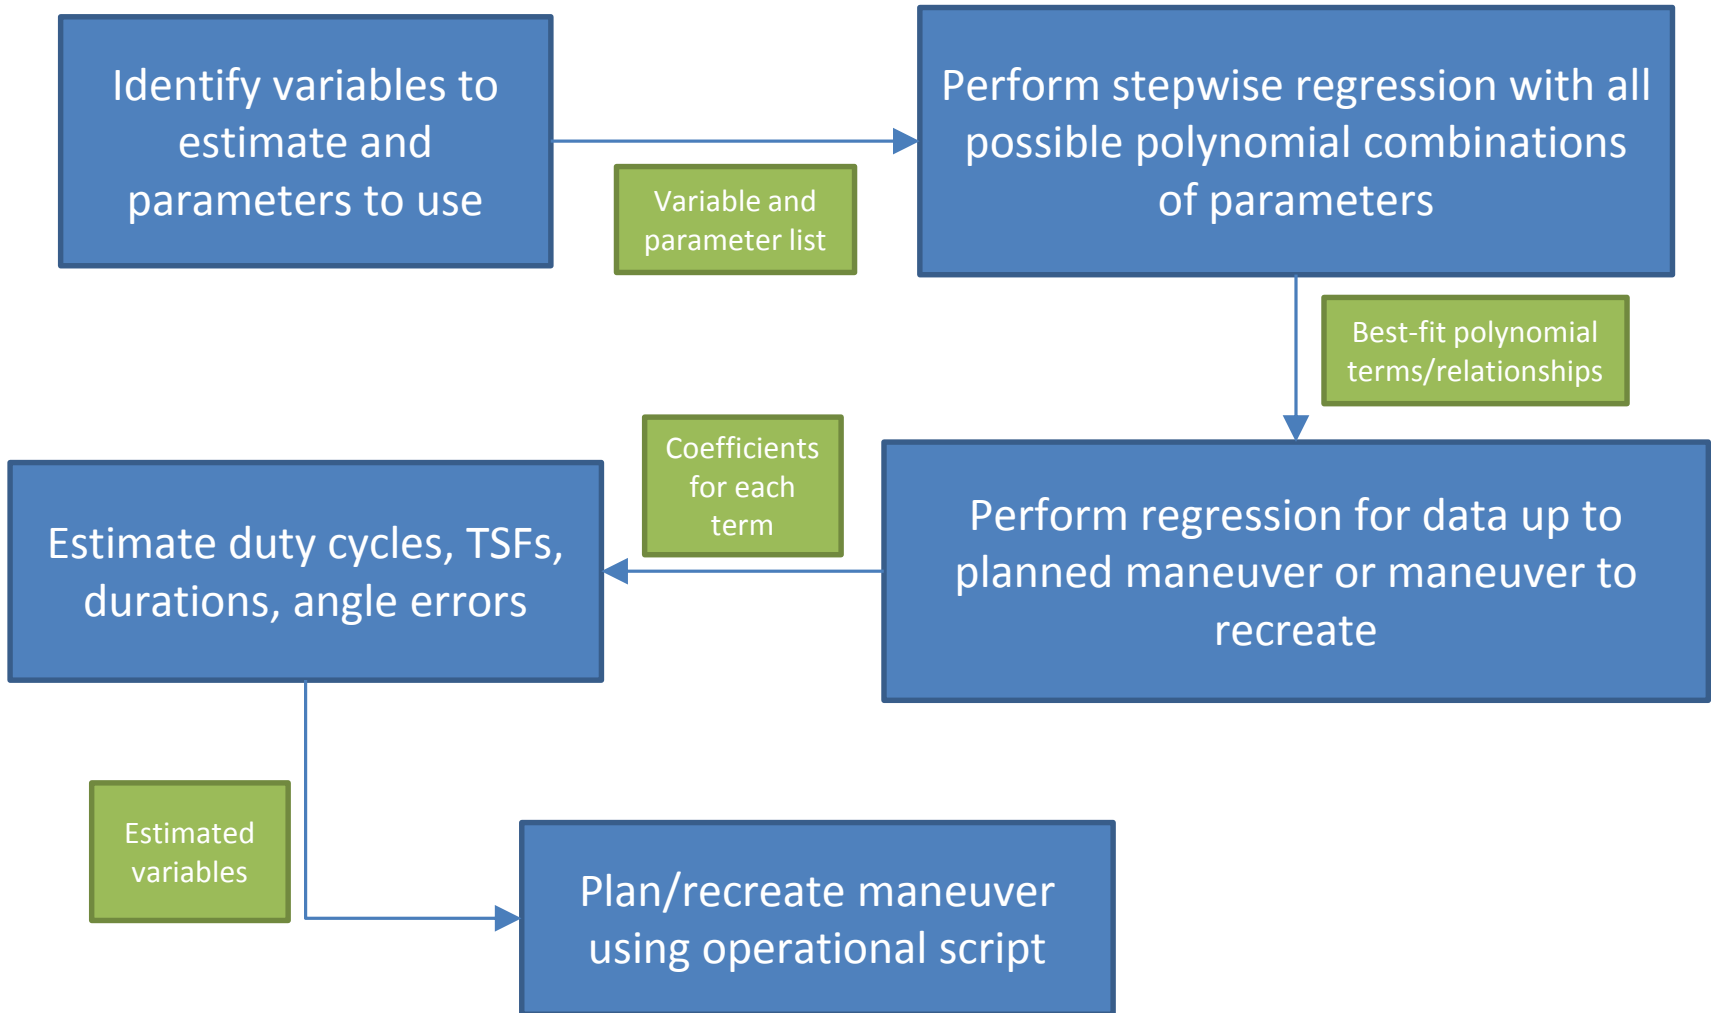 Identify variables to
estimate and
parameters to use
Variable and
parameter list
Perform stepwise regression with all
possible polynomial combinations
of parameters
Best-fit polynomial
terms/relationships
Perform regression for data up to
planned maneuver or maneuver to
recreate
Coefficients
for each
term
Estimate duty cycles, TSFs,
durations, angle errors
Estimated
variables
Plan/recreate maneuver
using operational script